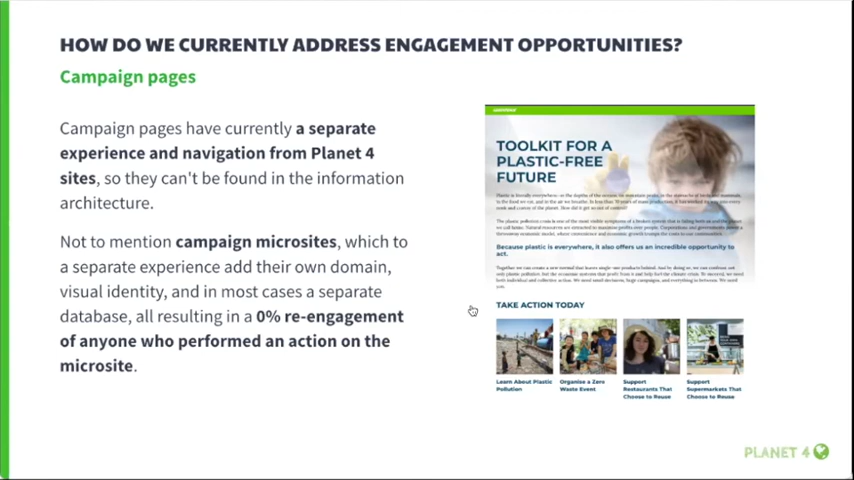 HOW DO WE CURRENTLY ADDRESS ENGAGEMENT OPPORTUNITIES?
Campaign pages
Campaign pages have currently a separate
experience and navigation from Planet 4
sites, so they can't be found in the information
architecture.
Not to mention campaign microsites, which to
a separate experience add their own domain,
visual identity, and in most cases a separate
database, all resulting in a 0% re-engagement
of anyone who performed an action on the
microsite.
TOOLKIT FOR A
PLASTIC-FREE
FUTURE
Because plastic is everywhere, it also offers us an incredible opportunity to
act.
TAKE ACTION TODAY
Learn About Plastic
Pollution
Organise a Zero
Waste Event
Support
Restaurants That
Choose to Reuse
Support
Supermarkets That
Choose to Reuse
PLANET 4